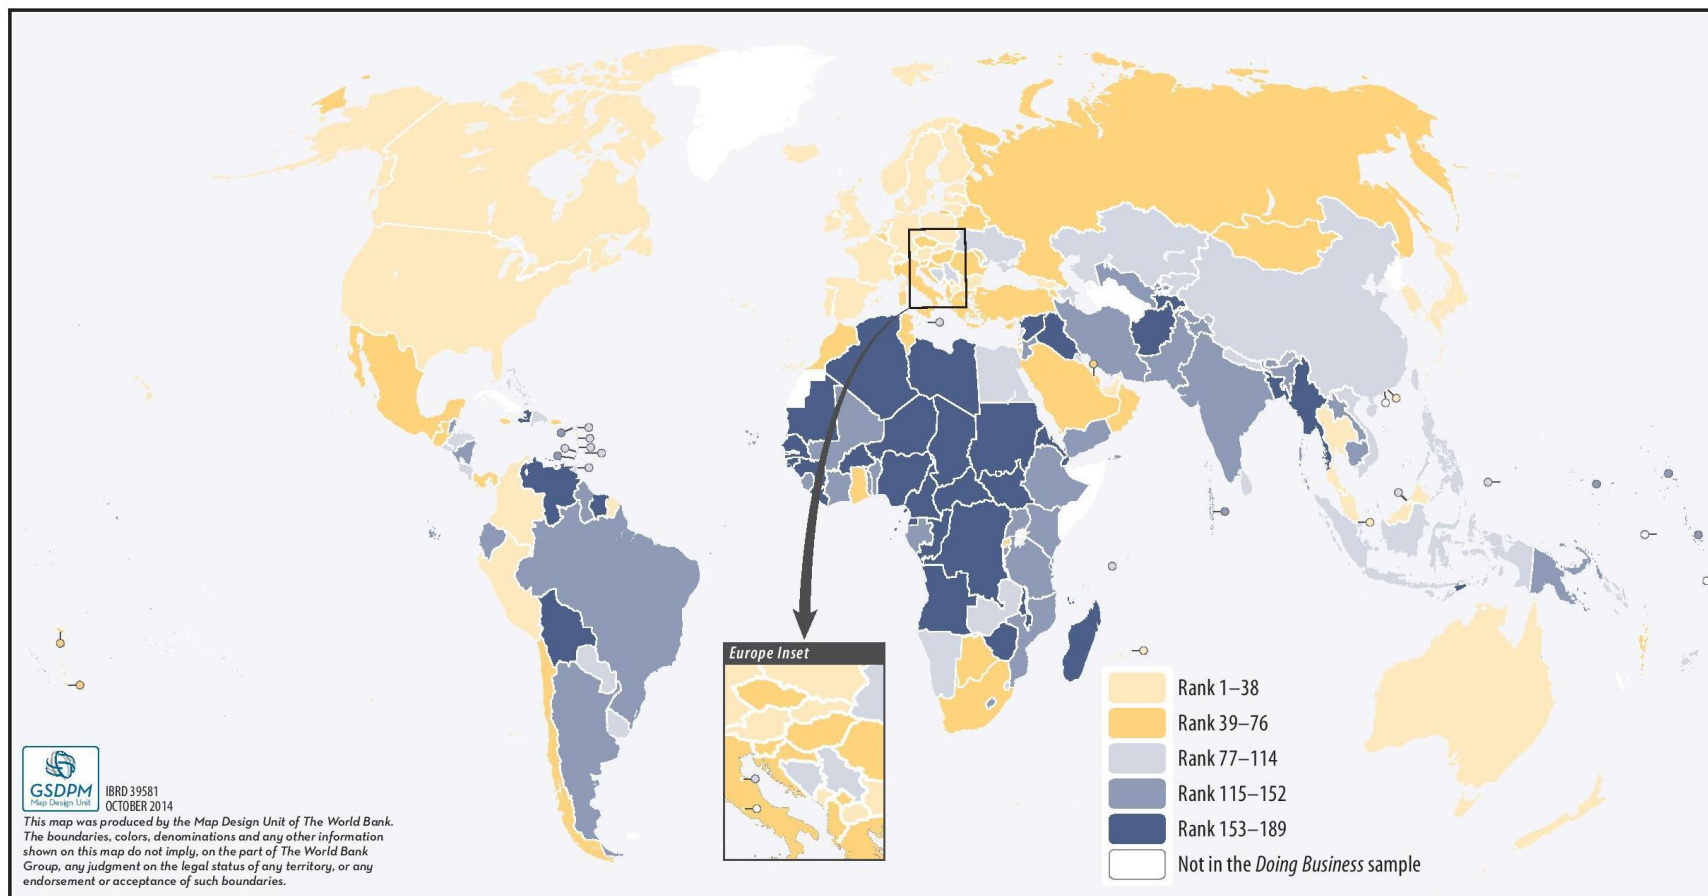 Europe Inset
Rank 1–38
Rank 39–76
Rank 77–114
Rank 115–152
Rank 153–189
Not in the Doing Business sample
GSDPM
Map Design Unit
IBRD 39581
OCTOBER 2014
This map was produced by the Map Design Unit of The World Bank.
The boundaries, colors, denominations and any other information
shown on this map do not imply, on the part of The World Bank
Group, any judgment on the legal status of any territory, or any
endorsement or acceptance of such boundaries.